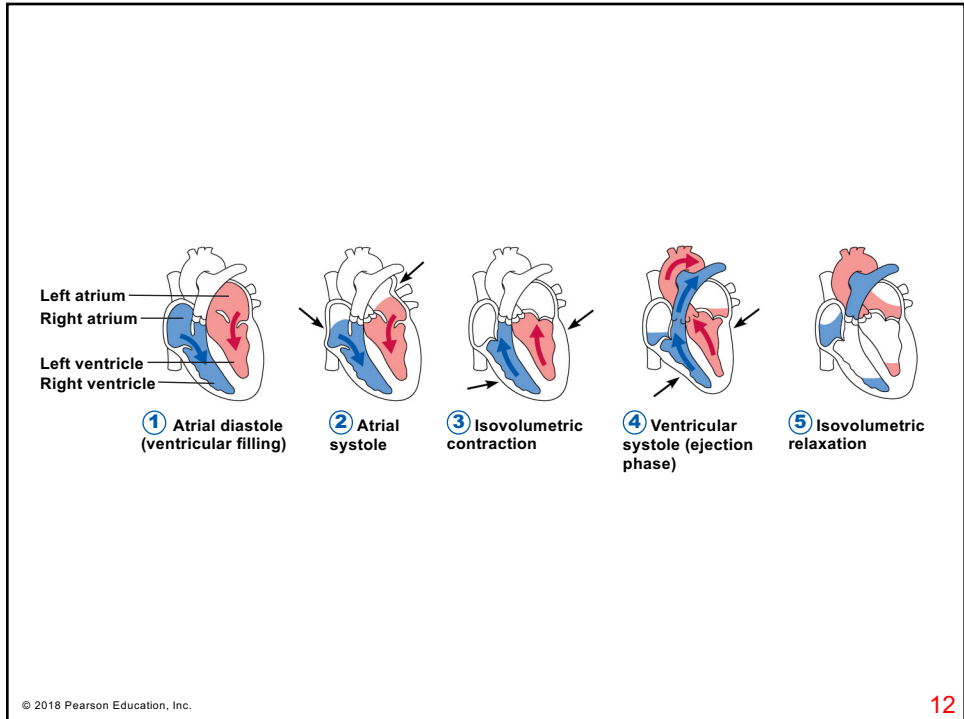 Left atrium
Right atrium
Left ventricle
Right ventricle
1 Atrial diastole
(ventricular filling)
2 Atrial
systole
3 Isovolumetric
contraction
4 Ventricular
systole (ejection
phase)
5 Isovolumetric
relaxation
© 2018 Pearson Education, Inc.
12